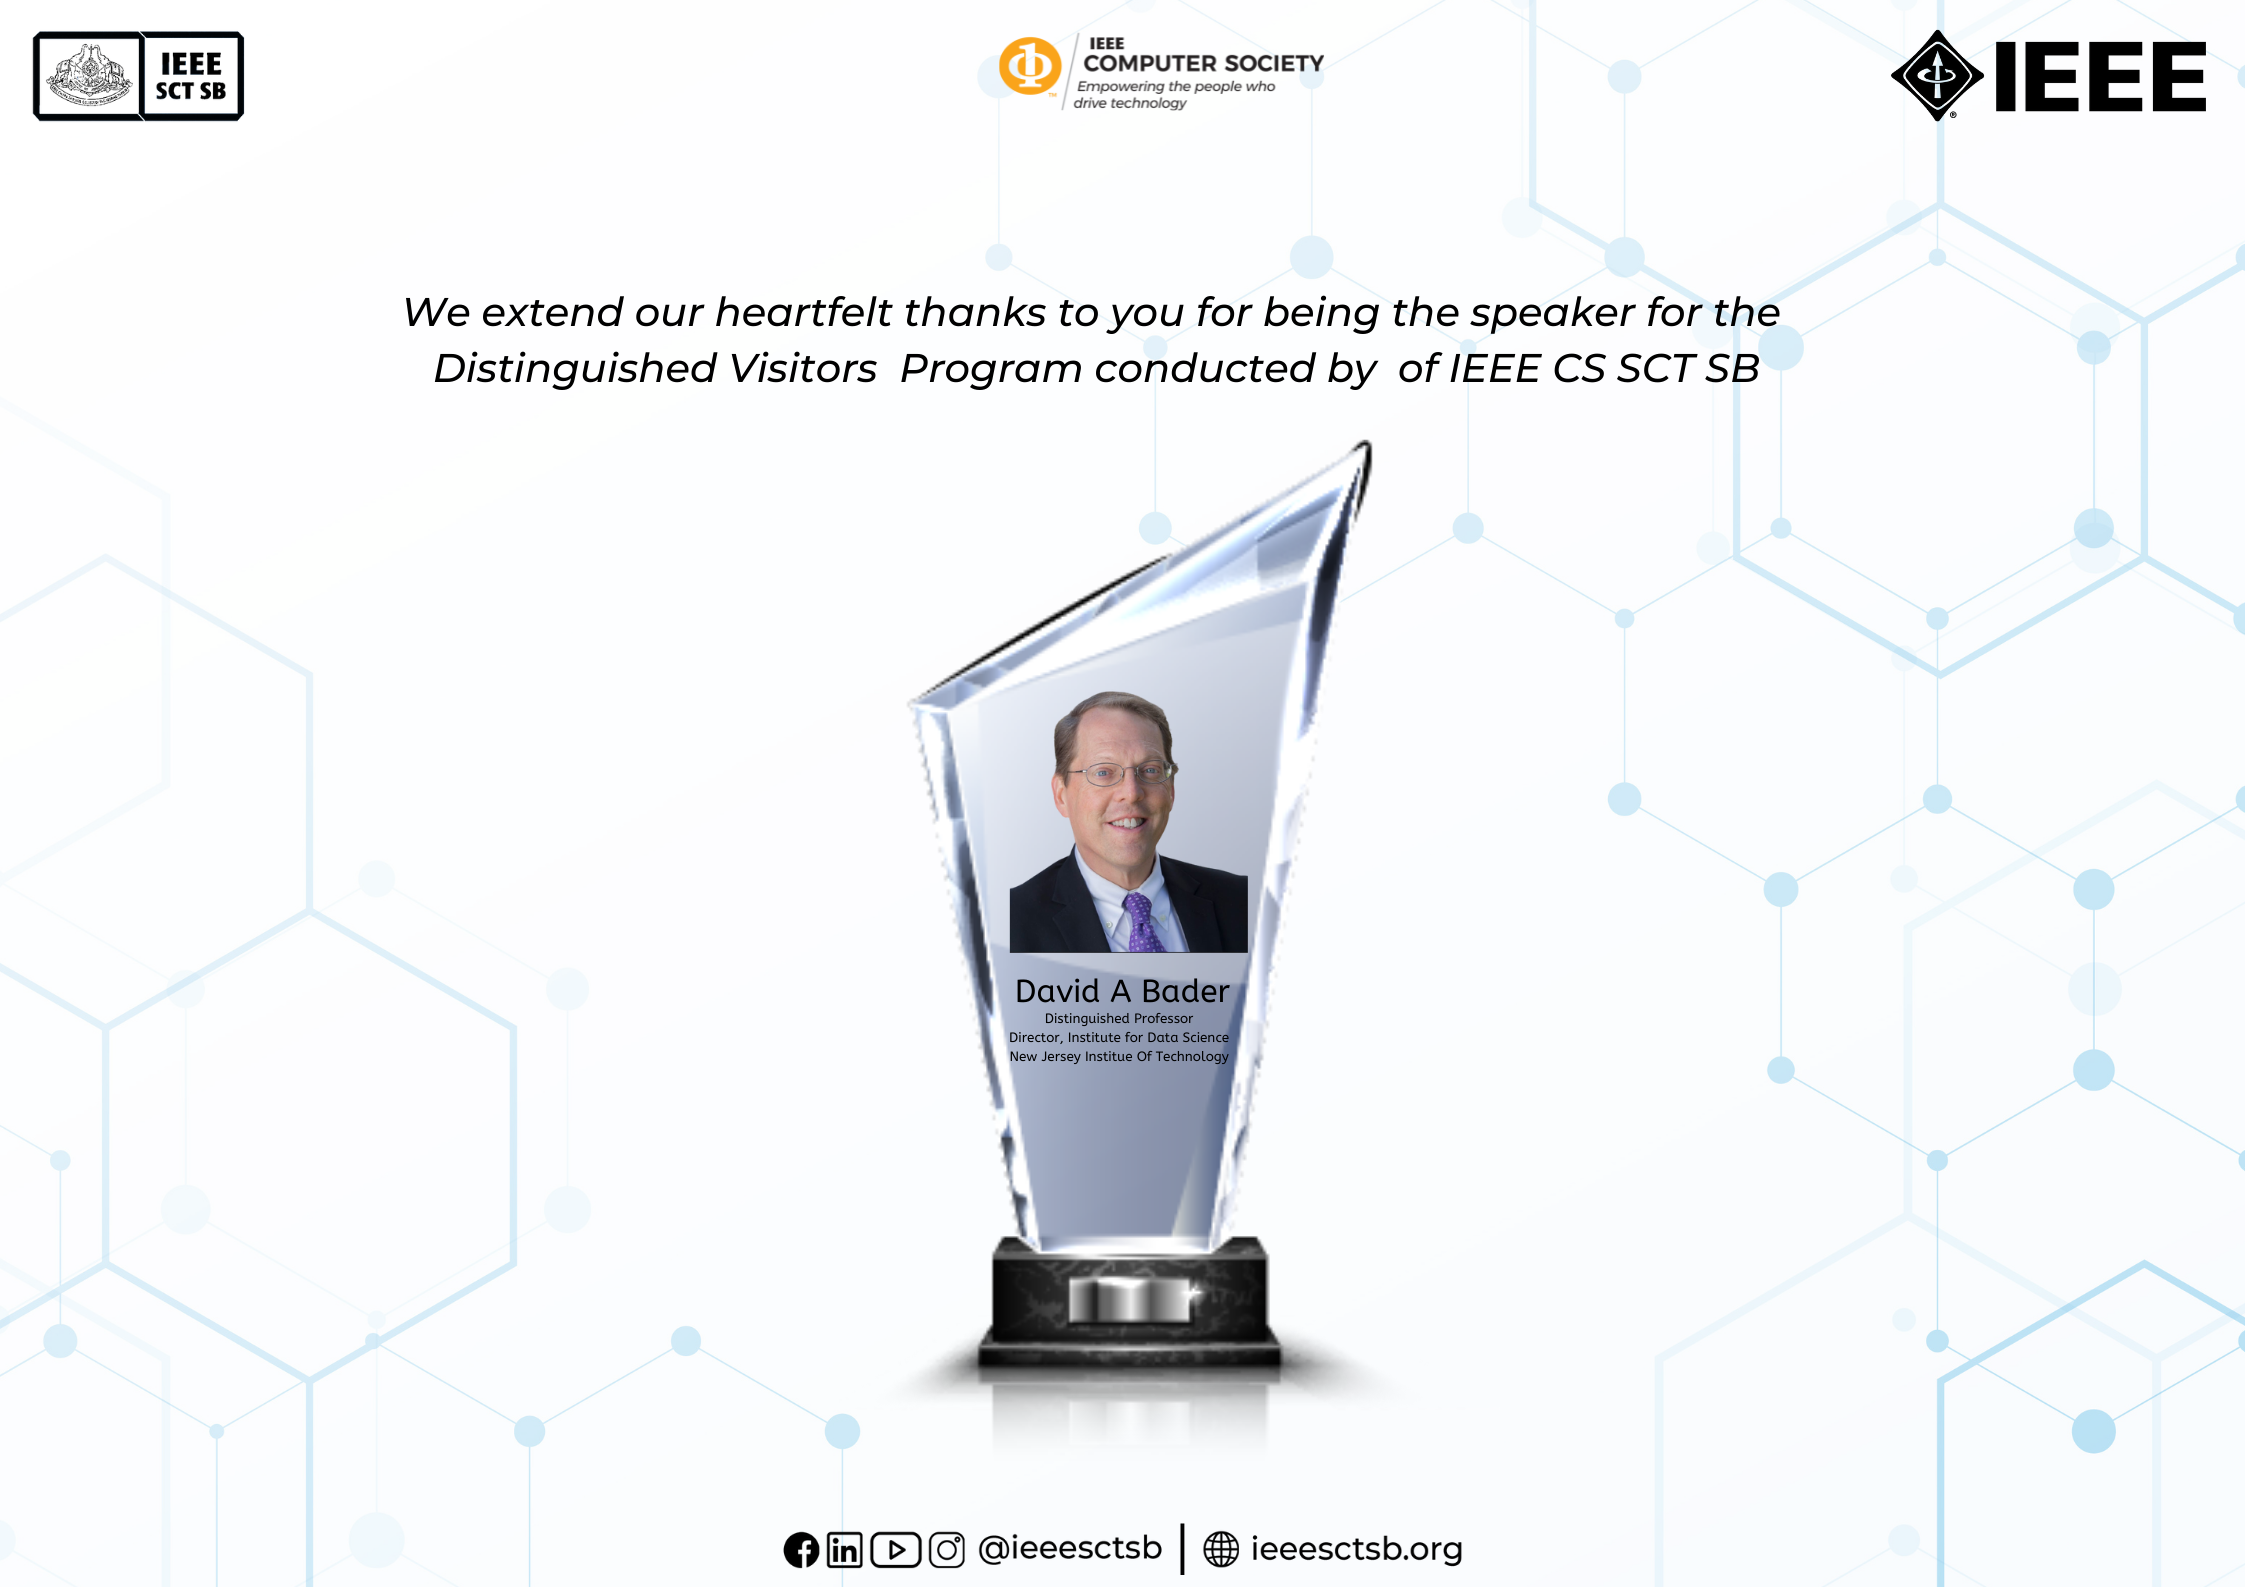 IEEE
SCT SB
IEEE
COMPUTER SOCIETY
Empowering the people who
drive technology
IEEE
We extend our heartfelt thanks to you for being the speaker for the
Distinguished Visitors Program conducted by of IEEE CS SCT SB
David A Bader
Distinguished Professor
Director, Institute for Data Science
New Jersey Institue Of Technology
@ieeesctsb | ieeesctsb.org